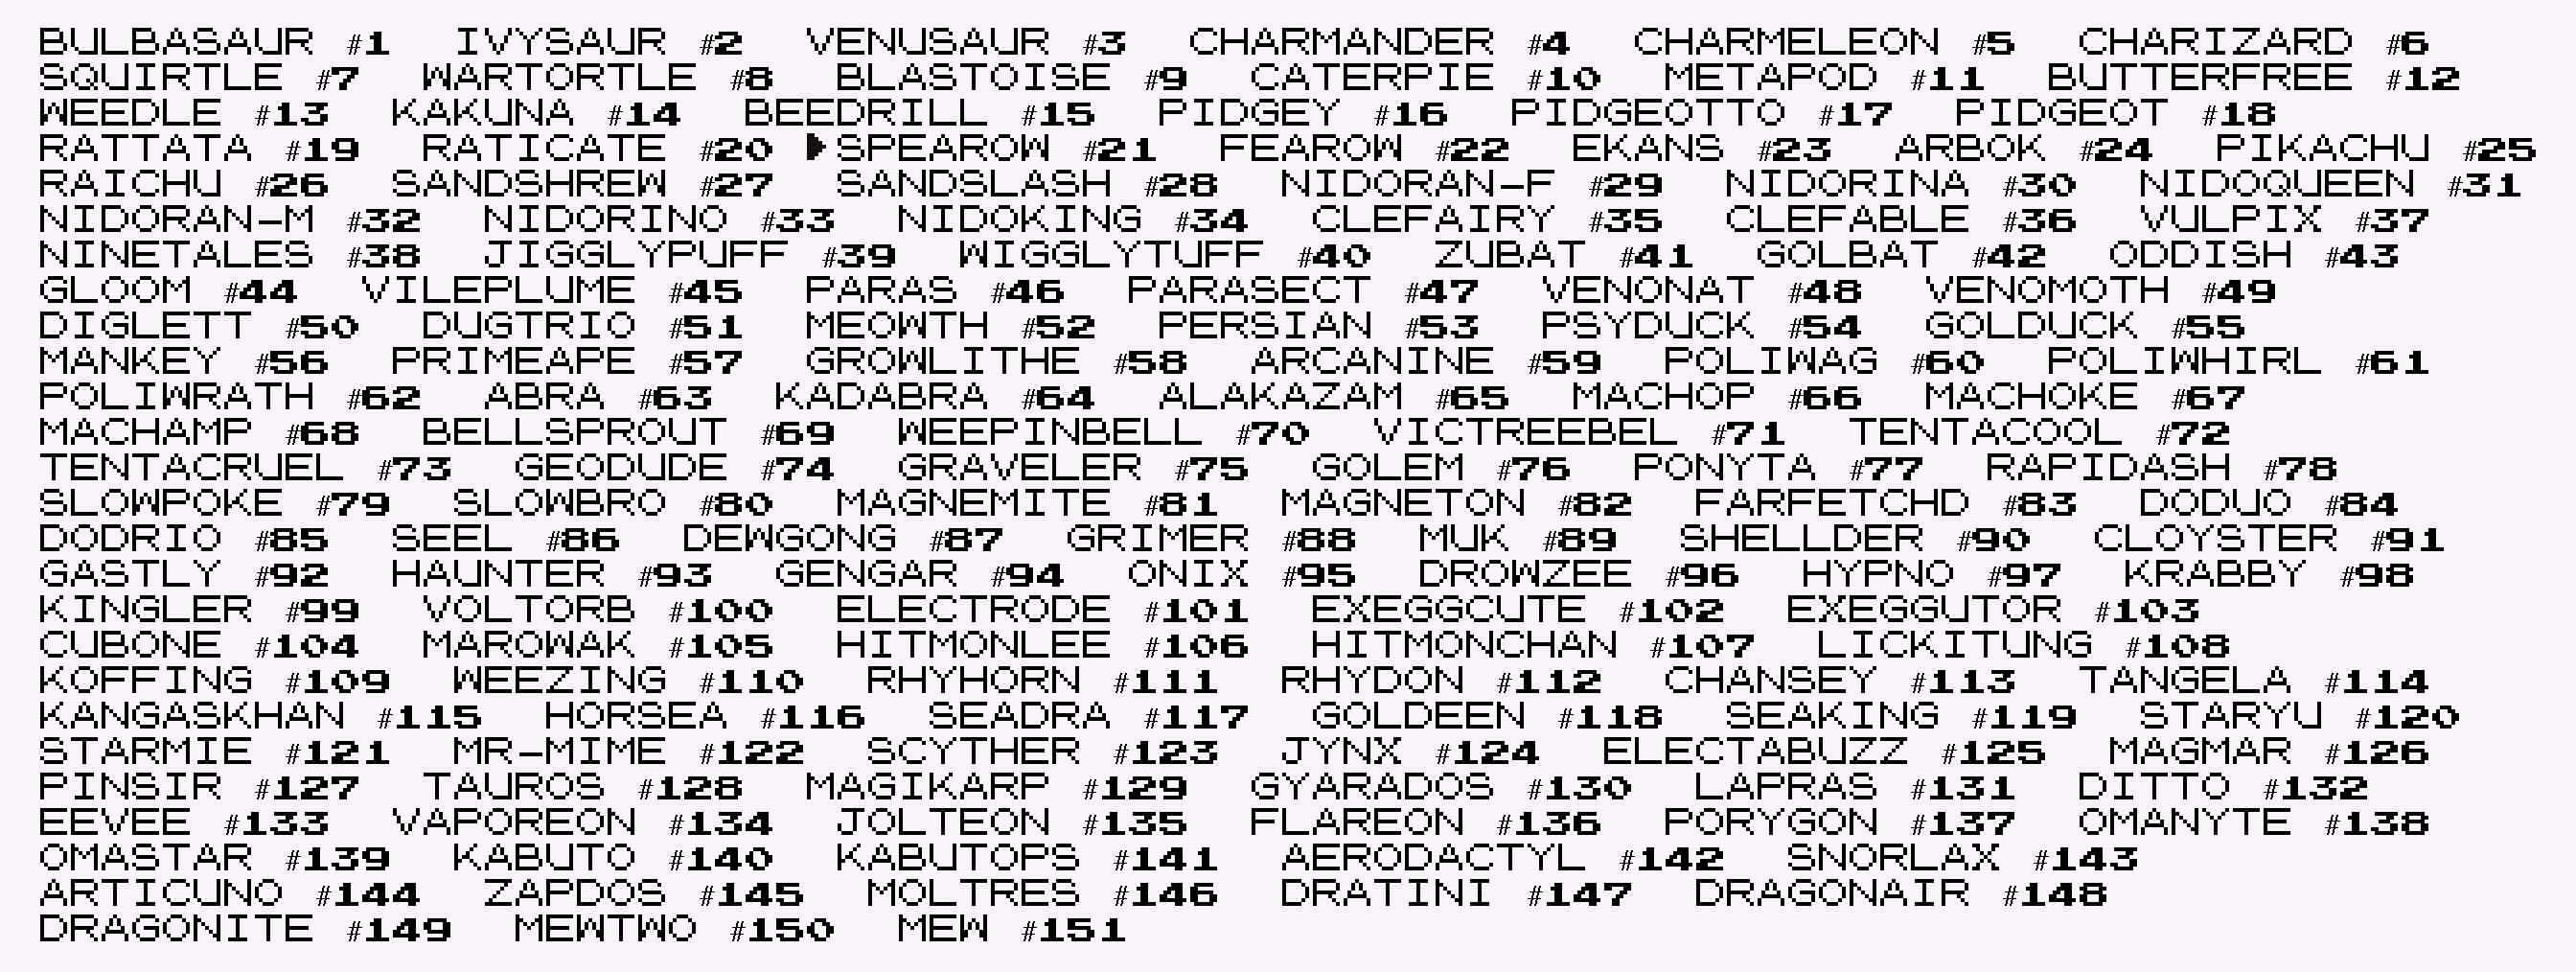 BULBASAUR #1 IVYSAUR #2 VENUSAUR #3 CHARMANDER #4 CHARMELEON #5 CHARIZARD #6
SQUIRTLE #7 WARTORTLE #8 BLASTOISE #9 CATERPIE #10 METAPOD #11 BUTTERFREE #12
WEEDLE #13 KAKUNA #14 BEEDRILL #15 PIDGEY #16 PIDGEOTTO #17 PIDGEOT #18
RATTATA #19 RATICATE #20 ▶SPEAROW #21 FEAROW #22 EKANS #23 ARBOK #24 PIKACHU #25
RAICHU #26 SANDSHREW #27 SANDSLASH #28 NIDORAN-F #29 NIDORINA #30 NIDOQUEEN #31
NIDORAN-M #32 NIDORINO #33 NIDOKING #34 CLEFAIRY #35 CLEFABLE #36 VULPIX #37
NINETALES #38 JIGGLYPUFF #39 WIGGLYTUFF #40 ZUBAT #41 GOLBAT #42 ODDISH #43
GLOOM #44 VILEPLUME #45 PARAS #46 PARASECT #47 VENONAT #48 VENOMOTH #49
DIGLETT #50 DUGTRIO #51 MEOWTH #52 PERSIAN #53 PSYDUCK #54 GOLDUCK #55
MANKEY #56 PRIMEAPE #57 GROWLITHE #58 ARCANINE #59 POLIWAG #60 POLIWHIRL #61
POLIWRATH #62 ABRA #63 KADABRA #64 ALAKAZAM #65 MACHOP #66 MACHOKE #67
MACHAMP #68 BELLSPROUT #69 WEEPINBELL #70 VICTREEBEL #71 TENTACOOL #72
TENTACRUEL #73 GEODUDE #74 GRAVELER #75 GOLEM #76 PONYTA #77 RAPIDASH #78
SLOWPOKE #79 SLOWBRO #80 MAGNEMITE #81 MAGNETON #82 FARFETCHD #83 DODUO #84
DODRIO #85 SEEL #86 DEWGONG #87 GRIMER #88 MUK #89 SHELLDER #90 CLOYSTER #91
GASTLY #92 HAUNTER #93 GENGAR #94 ONIX #95 DROWZEE #96 HYPNO #97 KRABBY #98
KINGLER #99 VOLTORB #100 ELECTRODE #101 EXEGGCUTE #102 EXEGGUTOR #103
CUBONE #104 MAROWAK #105 HITMONLEE #106 HITMONCHAN #107 LICKITUNG #108
KOFFING #109 WEEZING #110 RHYHORN #111 RHYDON #112 CHANSEY #113 TANGELA #114
KANGASKHAN #115 HORSEA #116 SEADRA #117 GOLDEEN #118 SEAKING #119 STARYU #120
STARMIE #121 MR-MIME #122 SCYTHER #123 JYNX #124 ELECTABUZZ #125 MAGMAR #126
PINSIR #127 TAUROS #128 MAGIKARP #129 GYARADOS #130 LAPRAS #131 DITTO #132
EEVEE #133 VAPOREON #134 JOLTEON #135 FLAREON #136 PORYGON #137 OMANYTE #138
OMASTAR #139 KABUTO #140 KABUTOPS #141 AERODACTYL #142 SNORLAX #143
ARTICUNO #144 ZAPDOS #145 MOLTRES #146 DRATINI #147 DRAGONAIR #148
DRAGONITE #149 MEWTWO #150 MEW #151